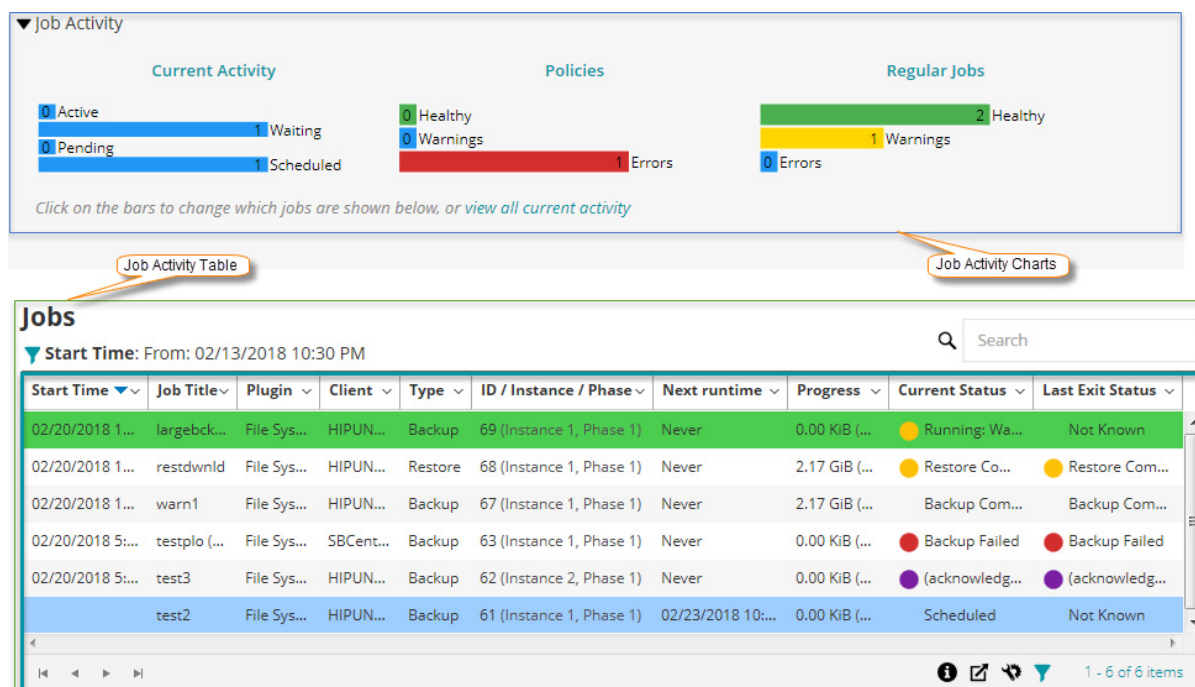 Job Activity
Current Activity
Policies
Regular Jobs
0 Active
1 Waiting
0 Pending
1 Scheduled
0 Healthy
0 Warnings
1 Errors
2 Healthy
1 Warnings
0 Errors
Click on the bars to change which jobs are shown below, or view all current activity
Job Activity Table
Job Activity Charts
Jobs
Search
Start Time: From: 02/13/2018 10:30 PM
Start Time Job Title Plugin Client Type ID / Instance / Phase Next runtime Progress Current Status Last Exit Status
02/20/2018 1... largebck... File Sys... HIPUN... Backup 69 (Instance 1, Phase 1) Never 0.00 KiB (... Running: Wa... Not Known
02/20/2018 1... restdwnld File Sys... HIPUN... Restore 68 (Instance 1, Phase 1) Never 2.17 GiB (... Restore Co... Restore Com...
02/20/2018 1... warn1 File Sys... HIPUN... Backup 67 (Instance 1, Phase 1) Never 2.17 GiB (... Backup Com... Backup Com...
02/20/2018 5:... testplo (... File Sys... SBCent... Backup 63 (Instance 1, Phase 1) Never 0.00 KiB (... Backup Failed Backup Failed
02/20/2018 5:... test3 File Sys... HIPUN... Backup 62 (Instance 2, Phase 1) Never 0.00 KiB (... (acknowledg... (acknowledg...
test2 File Sys... HIPUN... Backup 61 (Instance 1, Phase 1) 02/23/2018 10:... 0.00 KiB (... Scheduled Not Known
1 - 6 of 6 items